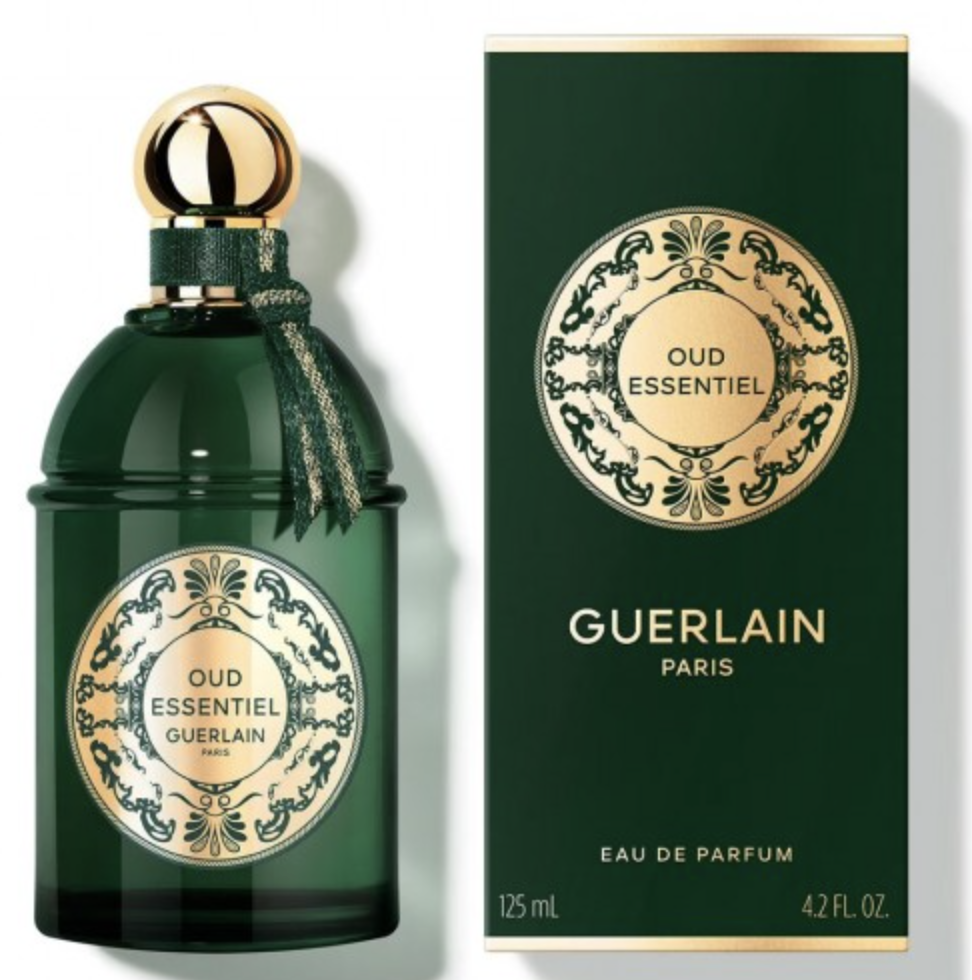 OUD
ESSENTIEL
GUERLAIN
PARIS
OUD
ESSENTIEL
GUERLAIN
PARIS
EAU DE PARFUM
125 mL
4.2 FL. OZ.